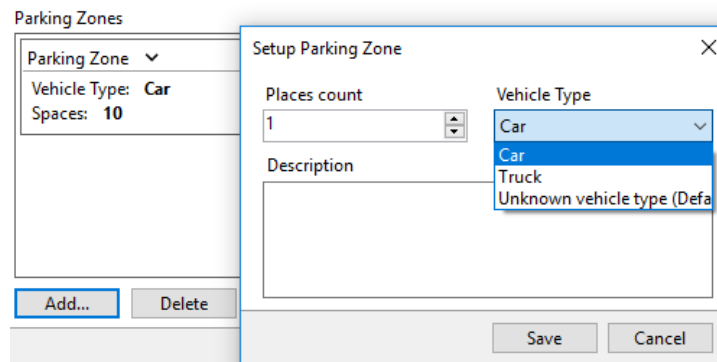 Parking Zones
Parking Zone
Vehicle Type: Car
Spaces: 10
Add...
Delete
Setup Parking Zone
Places count
Vehicle Type
1
Car
Car
Truck
Unknown vehicle type (Defa
Description
Save
Cancel